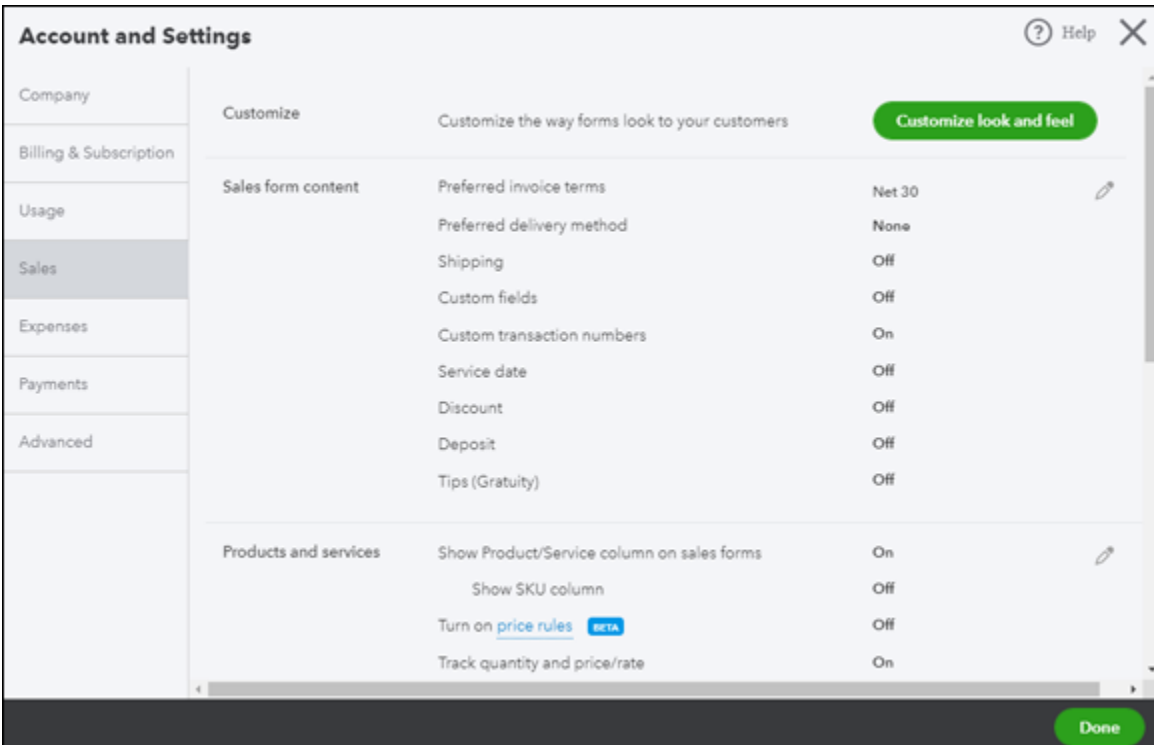 Account and Settings
? Help
Company
Billing & Subscription
Usage
Sales
Expenses
Payments
Advanced
Customize Customize the way forms look to your customers Customize look and feel
Sales form content Preferred invoice terms Net 30
Preferred delivery method None
Shipping Off
Custom fields Off
Custom transaction numbers On
Service date Off
Discount Off
Deposit Off
Tips (Gratuity) Off
Products and services Show Product/Service column on sales forms On
Show SKU column Off
Turn on price rules BETA Off
Track quantity and price/rate On
Done